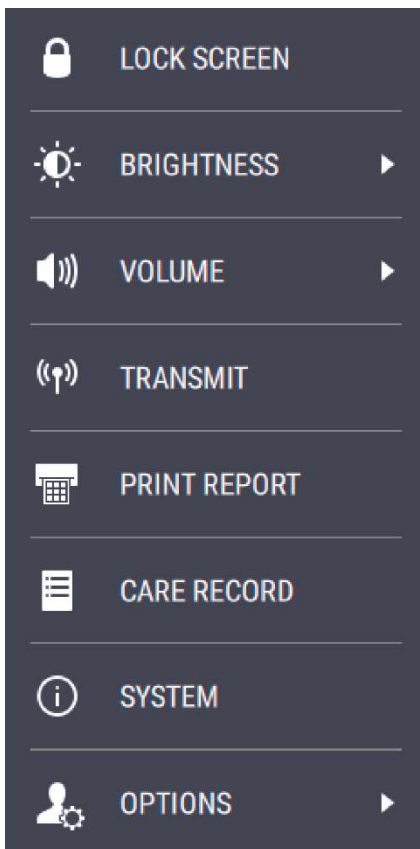 LOCK SCREEN
BRIGHTNESS
VOLUME
TRANSMIT
PRINT REPORT
CARE RECORD
SYSTEM
OPTIONS